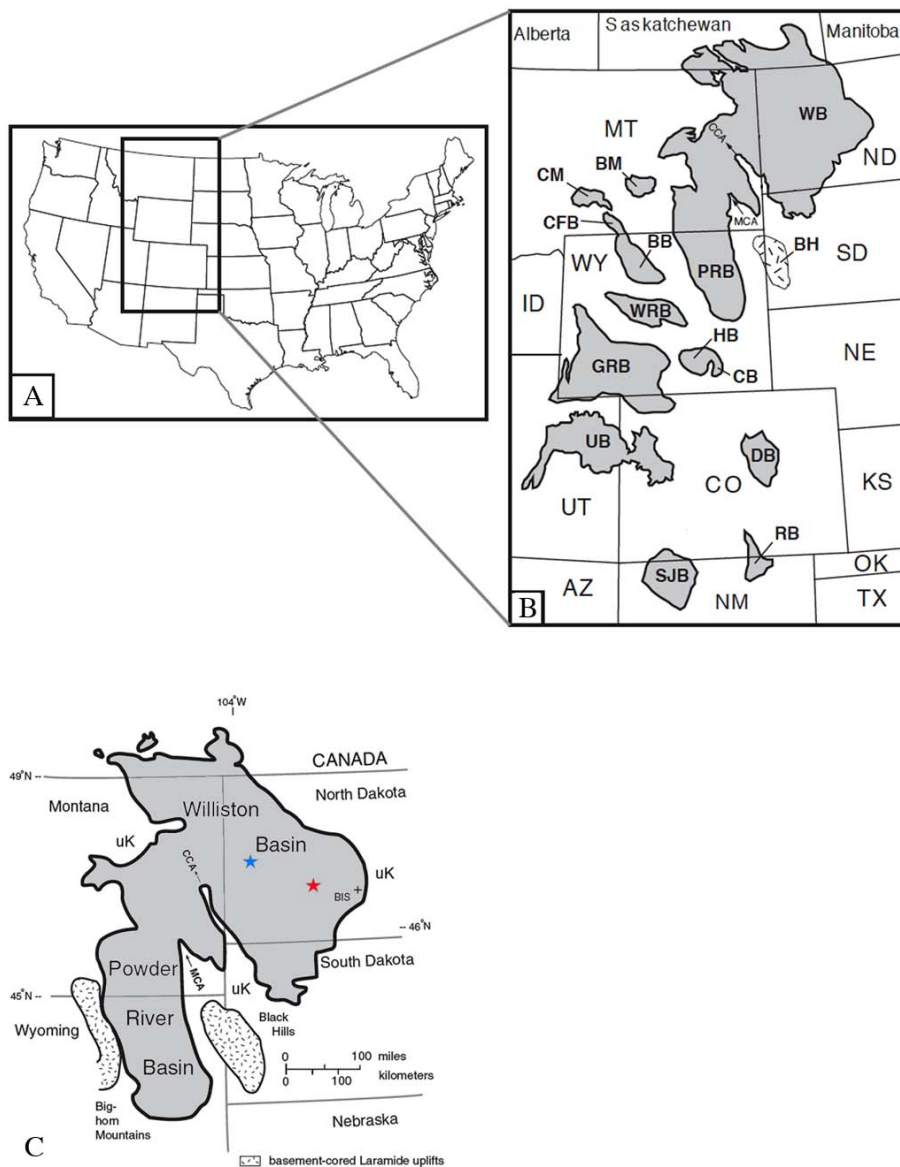 A
B
Alberta
Saskatchewan
Manitoba
MT
WB
CCA
ND
BM
CM
CFB
MCA
BB
BH
WY
SD
PRB
ID
WRB
HB
NE
GRB
CB
UB
DB
CO
KS
UT
RB
OK
SJB
AZ
NM
TX
104°W
49°N
CANADA
Montana
North Dakota
Williston
uK
Basin
CCA
uK
BIS
46°N
South Dakota
Powder
MCA
uK
45°N
Wyoming
River
Black
Hills
0 100 miles
0 100 kilometers
Basin
Big-
horn
Mountains
Nebraska
C
basement-cored Laramide uplifts